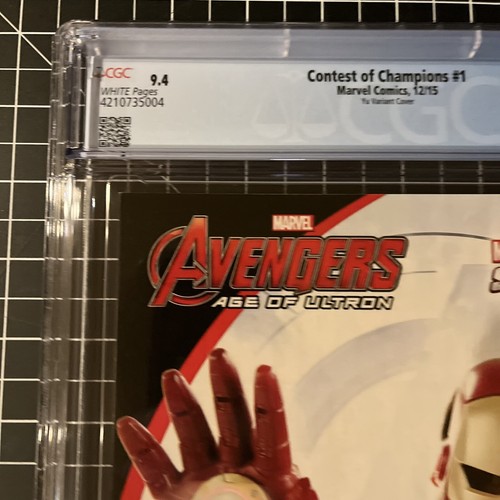 CGC 9.4
WHITE Pages
4210735004
Contest of Champions #1
Marvel Comics, 12/15
Yu Variant Cover
CGC
MARVEL
AVENGERS
AGE OF ULTRON